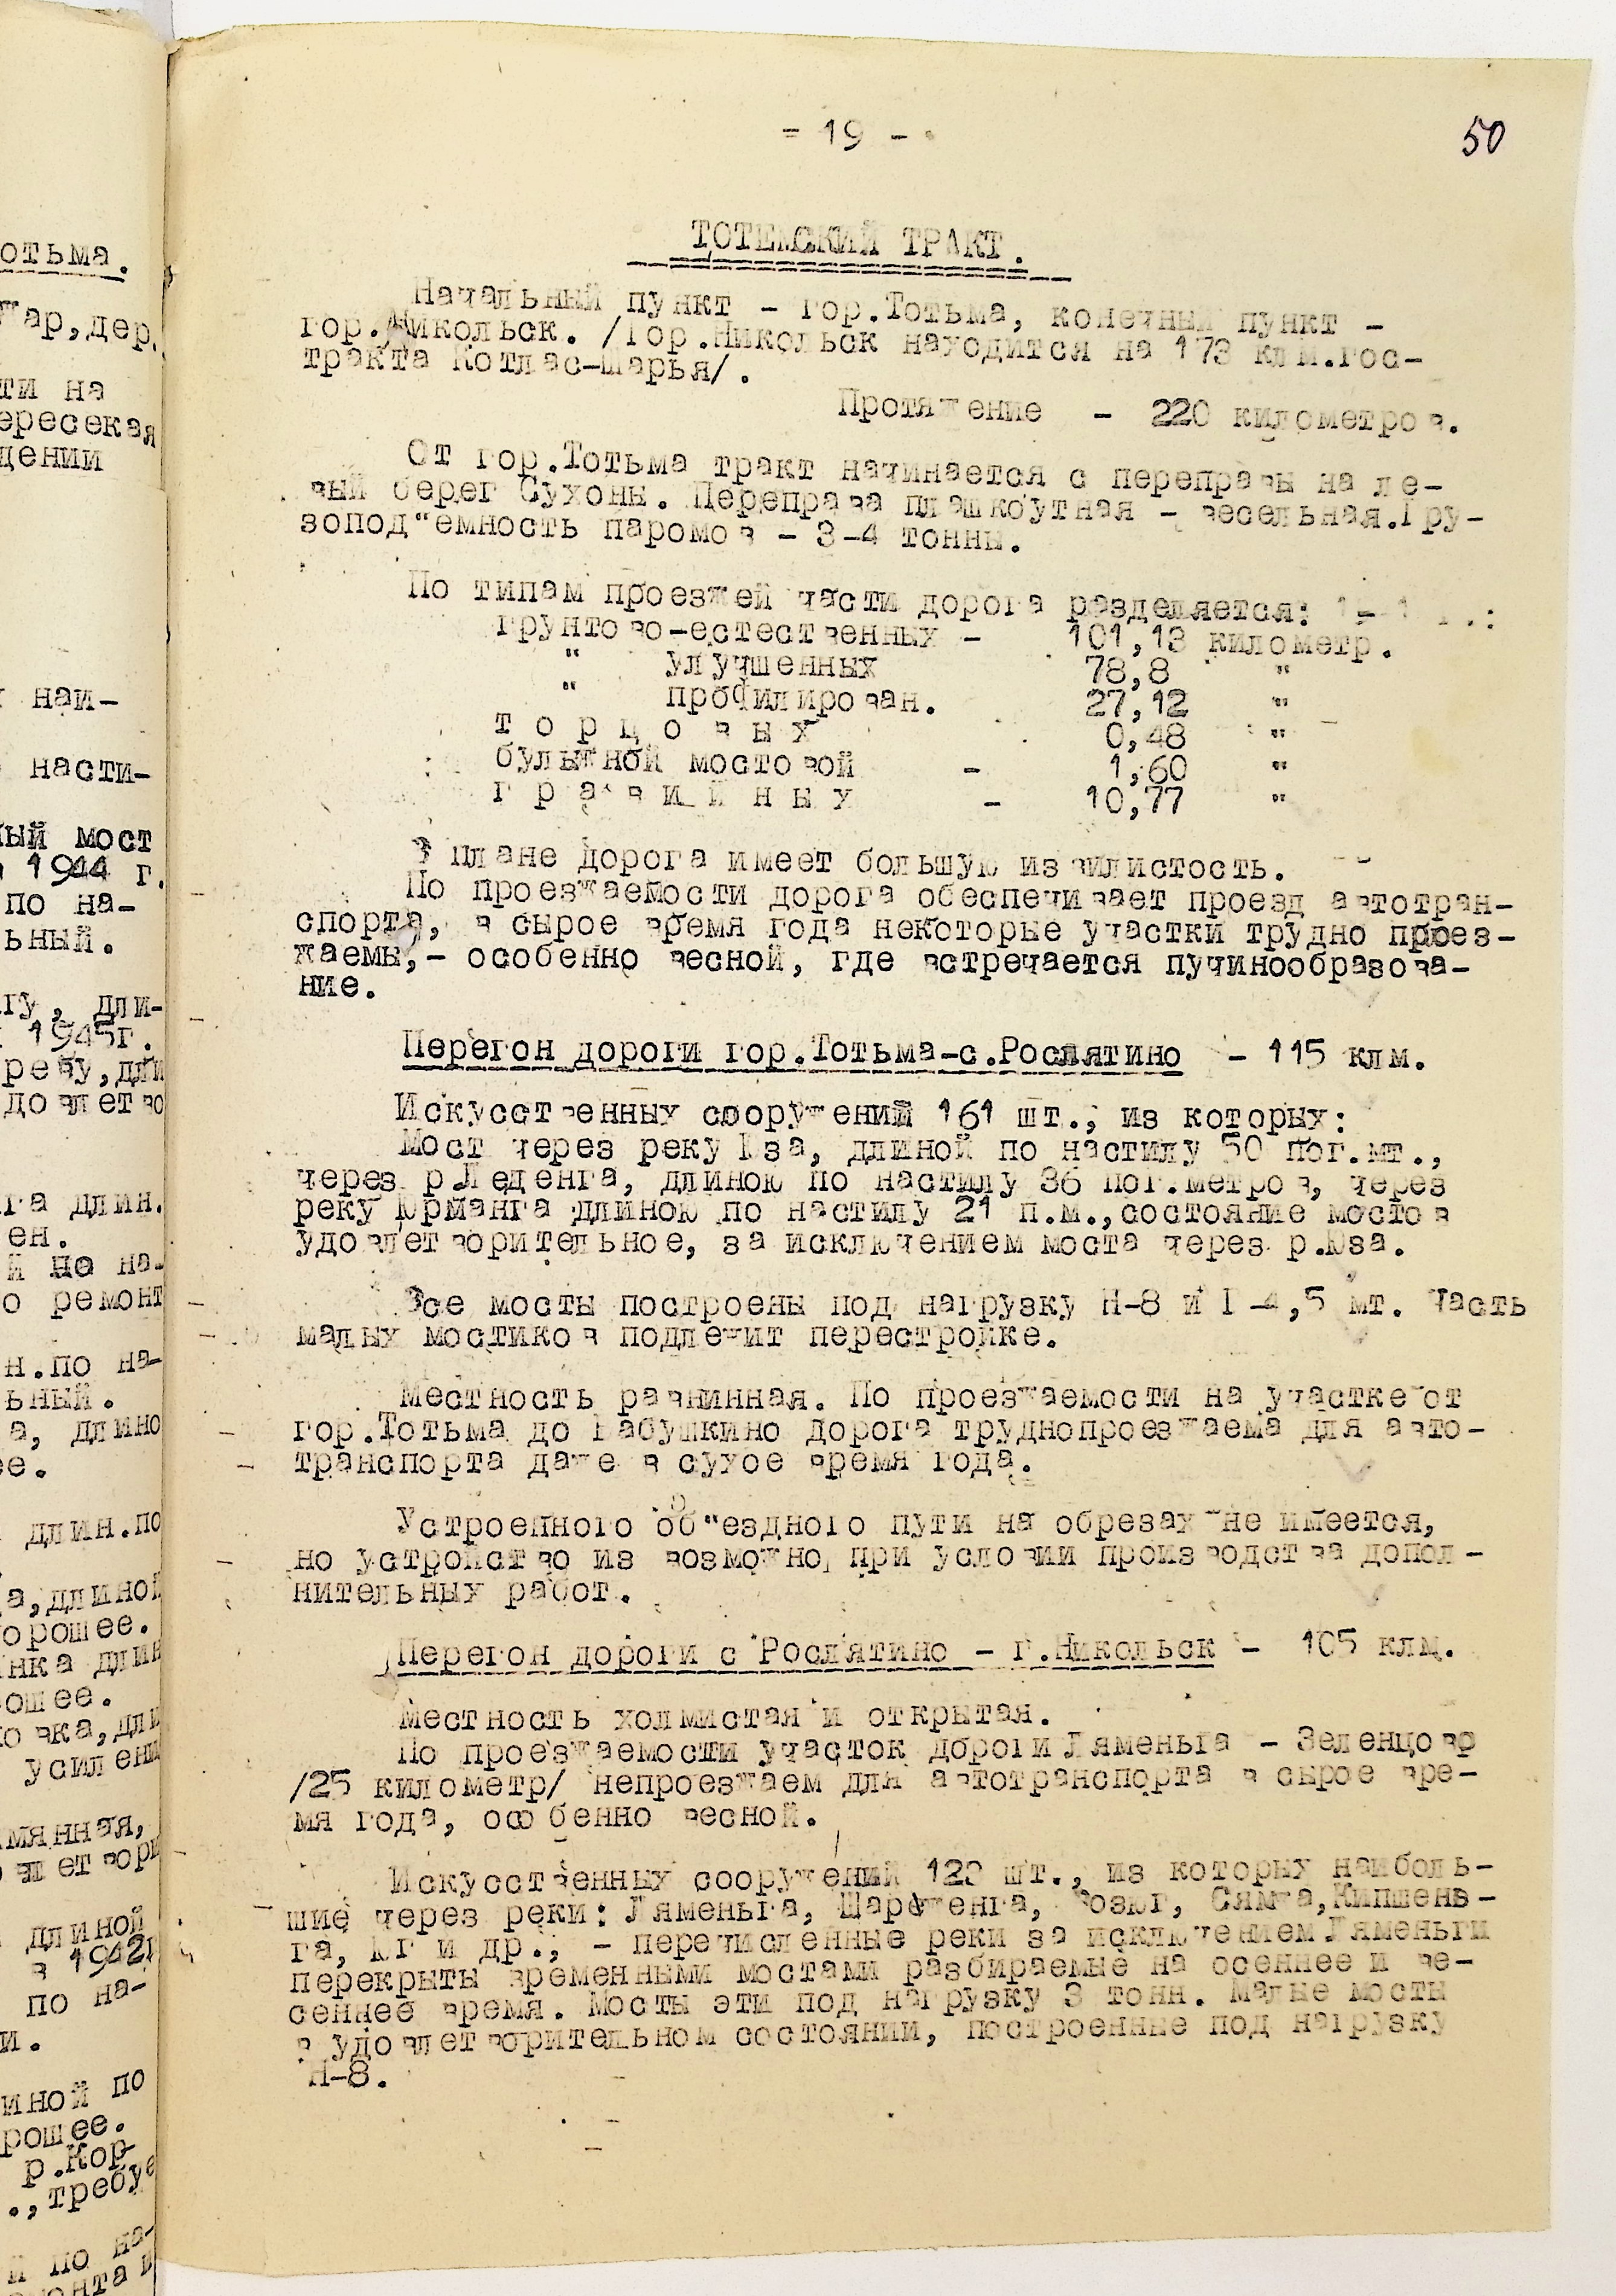 - 19 -
50
ТОТЕМСКИЙ ТРАКТ.
Начальный пункт - гор.Тотьма, конечный пункт -
гор.Никольск. /Гор.Никольск находится на 173 клм.гос-
тракта Котлас-Шарья/.
Протяжение - 220 километров.
От гор.Тотьма тракт начинается с переправы на ле-
вый берег Сухоны. Переправа плашкоутная - весельная.Гру-
зопод"емность паромов - 3-4 тонны.
По типам проезжей части дорога разделяется:
грунтово-естественных - 101,13 километр.
" улучшенных 78,8 "
" профилирован. 27,12 "
т о р ц о в ы х 0,48 "
булыжной мостовой - 1,60 "
г р а в и й н ы х - 10,77 "
В плане дорога имеет большую извилистость.
По проезжаемости дорога обеспечивает проезд автотран-
спорта, в сырое время года некоторые участки трудно проез-
жаемы,- особенно весной, где встречается пучинообразова-
ние.
Перегон дороги гор.Тотьма-с.Рослятино - 115 клм.
Искусственных сооружений 161 шт., из которых:
Мост через реку Юза, длиной по настилу 50 пог.мт.,
через р.Леденга, длиною по настилу 36 пог.метров, через
реку Юрманга длиною по настилу 21 п.м.,состояние мостов
удовлетворительное, за исключением моста через р.Юза.
Все мосты построены под нагрузку Н-8 и Г-4,5 мт. Часть
малых мостиков подлежит перестройке.
Местность равнинная. По проезжаемости на участке от
гор.Тотьма до Бабушкино дорога труднопроезжаема для авто-
транспорта даже в сухое время года.
Устроенного об"ездного пути на обрезах не имеется,
но устройство из возможно при условии производства допол-
нительных работ.
Перегон дороги с Рослятино - г.Никольск - 105 клм.
Местность холмистая и открытая.
По проезжаемости участок дороги Ляменьга - Зеленцово
/25 километр/ непроезжаем для автотранспорта в сырое вре-
мя года, особенно весной.
Искусственных сооружений 123 шт., из которых наиболь-
шие через реки: Ляменьга, Шарженга, Возюг, Сямжа,Кипшень-
га, Юг и др., - перечисленные реки за исключением Ляменьги
перекрыты временными мостами разбираемые на осеннее и ве-
сеннее время. Мосты эти под нагрузку 3 тонн. Малые мосты
в удовлетворительном состоянии, построенные под нагрузку
Н-8.